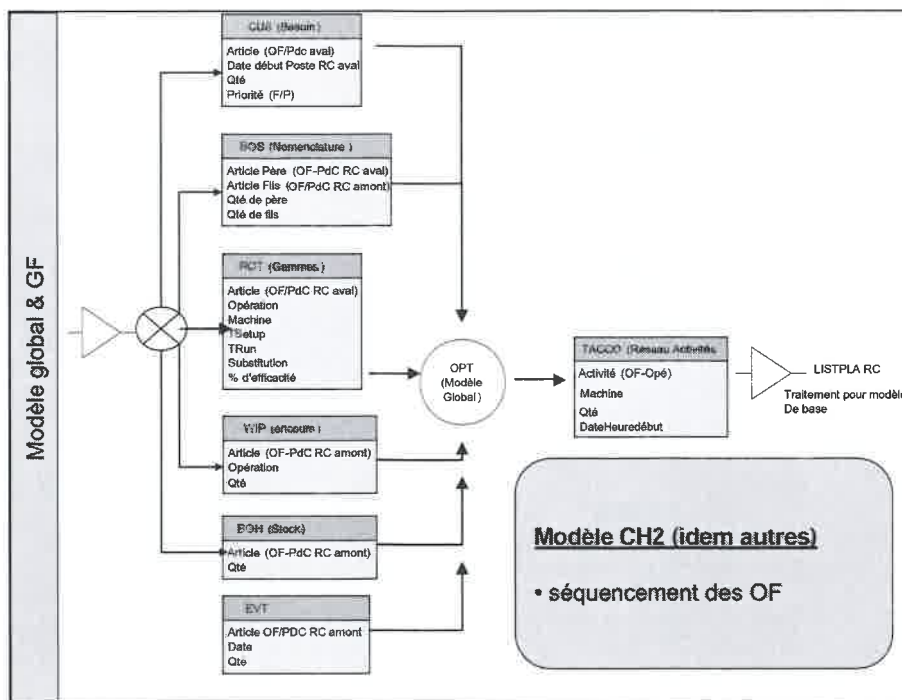 Modèle global & GF
CUS (Besoin)
Article (OF/Pdc aval)
Date début Poste RC aval
Qté
Priorité (F/P)
BOS (Nomenclature)
Article Père (OF-PdC RC aval)
Article Fils (OF/PdC RC amont)
Qté de père
Qté de fils
ROT (Gammes)
Article (OF/PdC RC aval)
Opération
Machine
TSetup
TRun
Substitution
% d'efficacité
WIP (encours)
Article (OF-PdC RC amont)
Opération
Qté
BOH (Stock)
Article (OF-PdC RC amont)
Qté
EVT
Article OF/PDC RC amont
Date
Qte
OPT
(Modèle
Global)
TACCO (Réseau Activités
Activité (OF-Opé)
Machine
Qté
DateHeuredébut
LISTPLA RC
Traitement pour modèle
De base
Modèle CH2 (idem autres)
• séquencement des OF